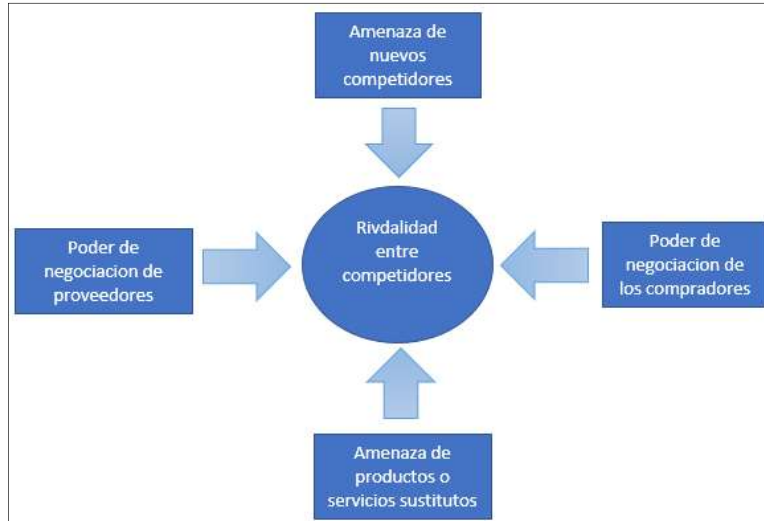 Amenaza de
nuevos
competidores
Poder de
negociacion de
proveedores
Rivdalidad
entre
competidores
Poder de
negociacion de
los compradores
Amenaza de
productos o
servicios sustitutos